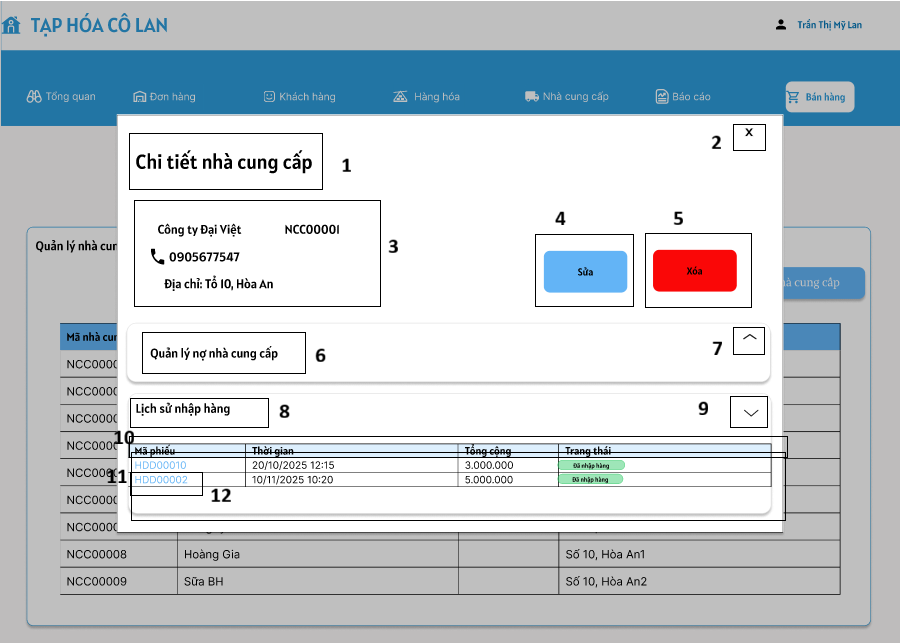 TẠP HÓA CÔ LAN
Trần Thị Mỹ Lan
Tổng quan
Đơn hàng
Khách hàng
Hàng hóa
Nhà cung cấp
Báo cáo
Bán hàng
X
2
Chi tiết nhà cung cấp
1
4
5
Công ty Đại Việt NCC00001
3
0905677547
Địa chỉ: Tổ 10, Hòa An
Sửa
Xóa
Quản lý nhà cun
hà cung cấp
Mã nhà cun
Quản lý nợ nhà cung cấp
6
7
NCC0000
NCC0000
Lịch sử nhập hàng
8
9
NCC0000
10
Mã phiếu Thời gian Tổng cộng Trang thái
HDD00010 20/10/2025 12:15 3.000.000 Đã nhập hàng
11
HDD00002 10/11/2025 10:20 5.000.000 Đã nhập hàng
12
NCC0000
NCC0000
NCC0000
NCC0000
NCC00008 Hoàng Gia Số 10, Hòa An1
NCC00009 Sữa BH Số 10, Hòa An2